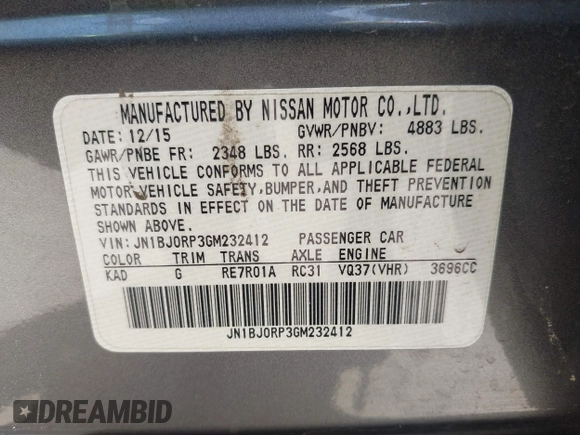 MANUFACTURED BY NISSAN MOTOR CO.,LTD.
DATE: 12/15 GVWR/PNBV: 4883 LBS.
GAWR/PNBE FR: 2348 LBS. RR: 2568 LBS.
THIS VEHICLE CONFORMS TO ALL APPLICABLE FEDERAL
MOTOR VEHICLE SAFETY,BUMPER,AND THEFT PREVENTION
STANDARDS IN EFFECT ON THE DATE OF MANUFACTURE
SHOWN ABOVE.
VIN: JN1BJ0RP3GM232412 PASSENGER CAR
COLOR TRIM TRANS AXLE ENGINE
KAD G RE7R01A RC31 VQ37(VHR) 3696CC
JN1BJ0RP3GM232412
DREAMBID